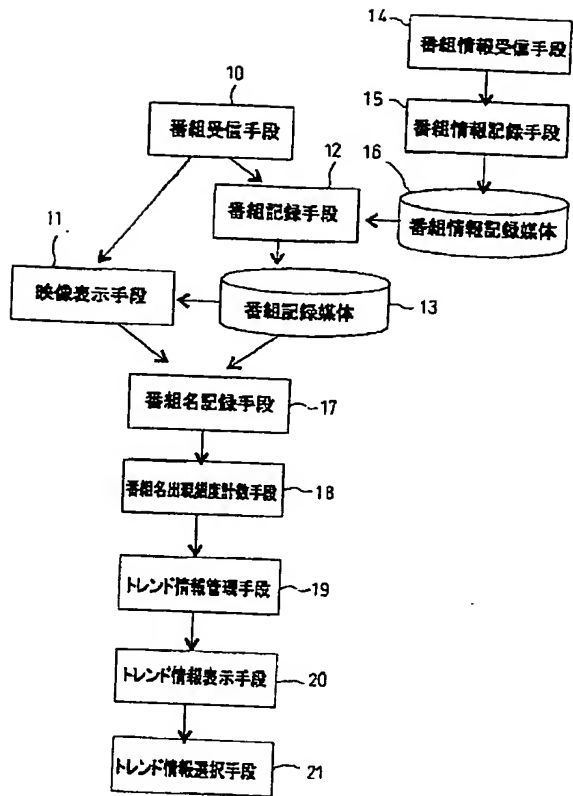 14
番組情報受信手段
10
15
番組受信手段
番組情報記録手段
12
16
番組記録手段
番組情報記録媒体
11
映像表示手段
番組記録媒体
13
番組名記録手段
17
番組名出現頻度計数手段
18
トレンド情報管理手段
19
トレンド情報表示手段
20
トレンド情報選択手段
21